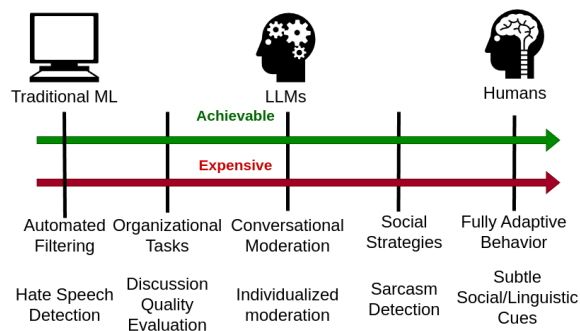 Traditional ML
LLMs
Humans
Achievable
Expensive
Automated
Filtering
Organizational
Tasks
Conversational
Moderation
Social
Strategies
Fully Adaptive
Behavior
Hate Speech
Detection
Discussion
Quality
Evaluation
Individualized
moderation
Sarcasm
Detection
Subtle
Social/Linguistic
Cues